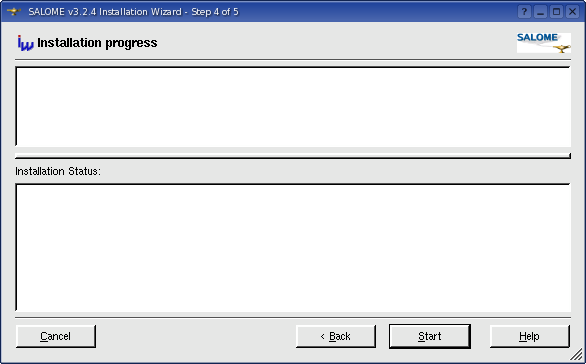 SALOME v3.2.4 Installation Wizard - Step 4 of 5
iw Installation progress
SALOME
Installation Status:
Cancel
< Back
Start
Help